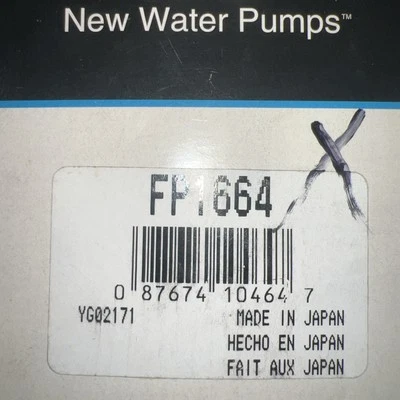 New Water Pumps™
FP1664
0 87674 10464 7
YG02171
MADE IN JAPAN
HECHO EN JAPAN
FAIT AUX JAPAN